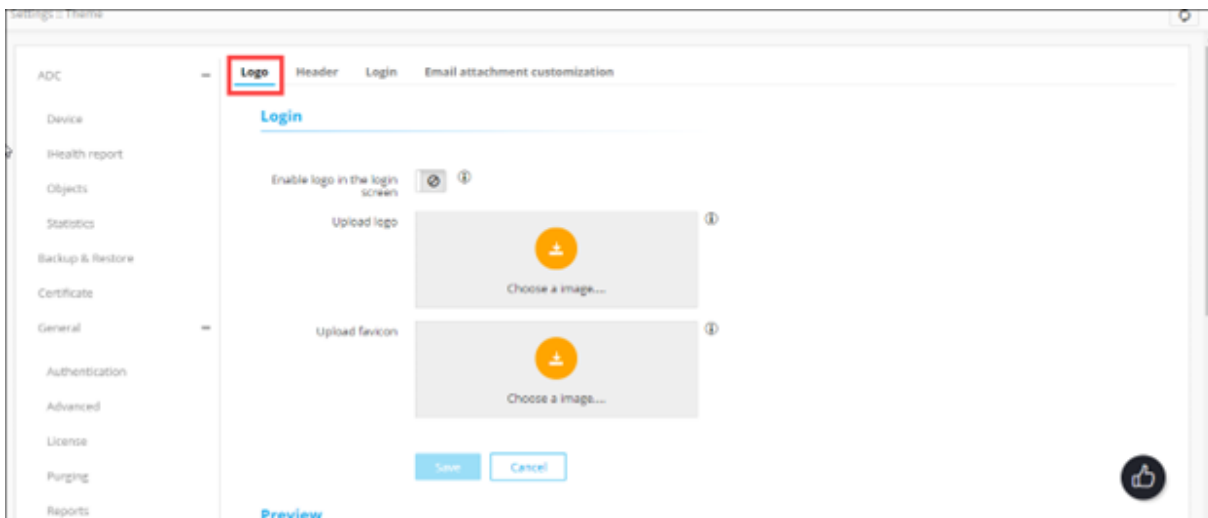 Settings :: Theme
ADC
Device
IHealth report
Objects
Statistics
Backup & Restore
Certificate
General
Authentication
Advanced
License
Purging
Reports
Logo Header Login Email attachment customization
Login
Enable logo in the login
screen
Upload logo
Choose a image....
Upload favicon
Choose a image....
Save Cancel
Preview